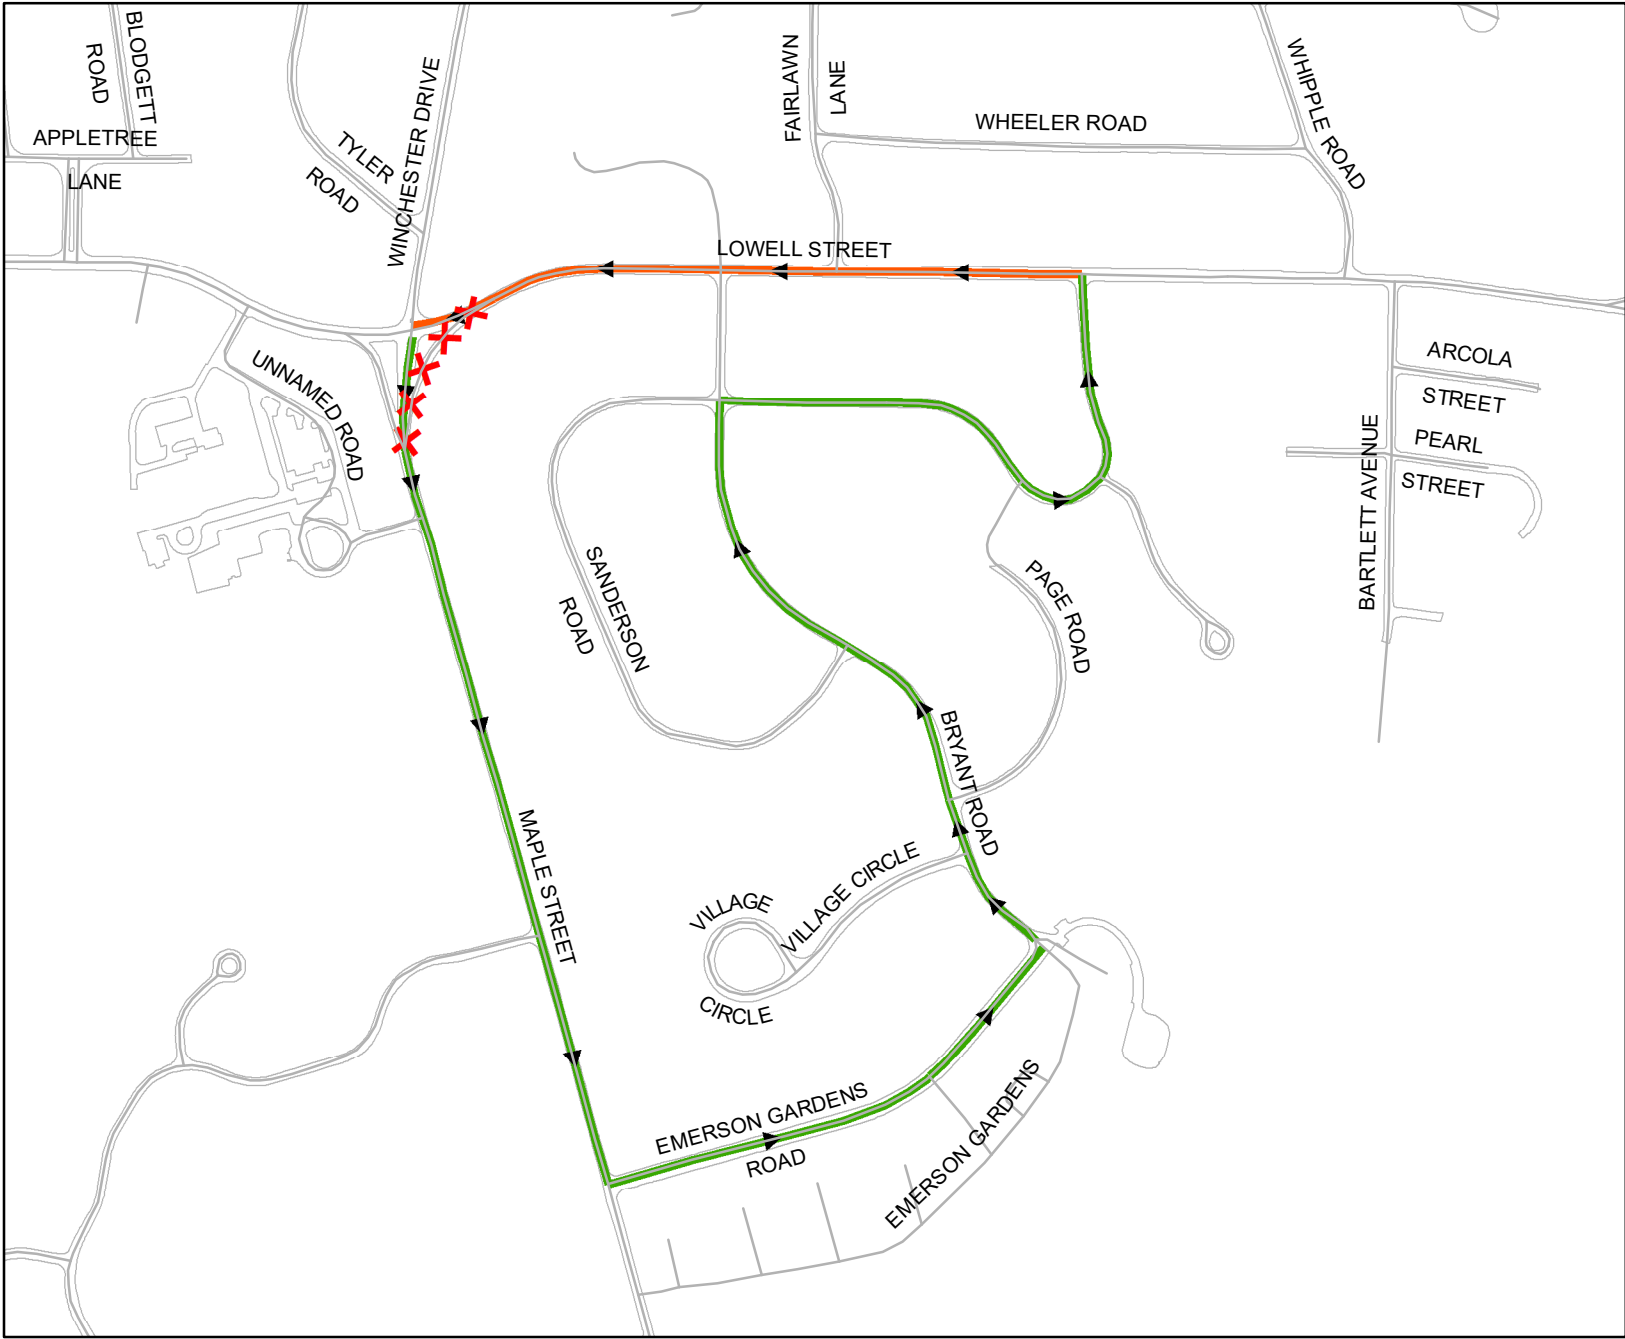 BLODGETT
ROAD
APPLETREE
LANE
TYLER
ROAD
WINCHESTER DRIVE
FAIRLAWN
LANE
WHEELER ROAD
WHIPPLE ROAD
LOWELL STREET
UNNAMED ROAD
ARCOLA
STREET
PEARL
STREET
BARTLETT AVENUE
SANDERSON
ROAD
PAGE ROAD
BRYANT ROAD
MAPLE STREET
VILLAGE
CIRCLE
VILLAGE CIRCLE
EMERSON GARDENS
ROAD
EMERSON GARDENS